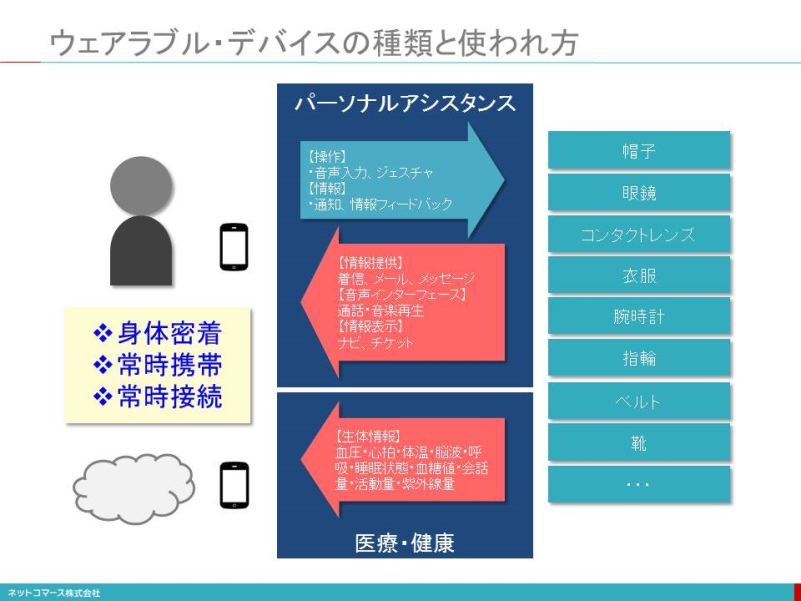 ウェアラブル・デバイスの種類と使われ方
パーソナルアシスタンス
【操作】
・音声入力、ジェスチャ
【情報】
・通知、情報フィードバック
【情報提供】
着信、メール、メッセージ
【音声インターフェース】
通話・音楽再生
【情報表示】
ナビ、チケット
❖身体密着
❖常時携帯
❖常時接続
【生体情報】
血圧・心拍・体温・脳波・呼
吸・睡眠状態・血糖値・会話
量・活動量・紫外線量
医療・健康
帽子
眼鏡
コンタクトレンズ
衣服
腕時計
指輪
ベルト
靴
・・・
ネットコマース株式会社